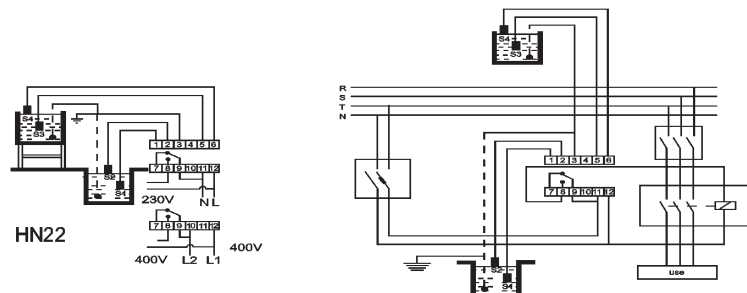 S4
S3
1 2 3 4 5 6
S2
S1
7 8 9 10 11 12
230V N L
7 8 9 10 11 12
400V
400V L2 L1
HN22
S4
S3
R
S
T
N
1 2 3 4 5 6
7 8 9 10 11 12
S2
S1
use